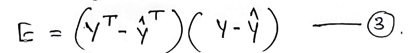 E = (Y^T - Ŷ^T)(Y - Ŷ) —— ③.